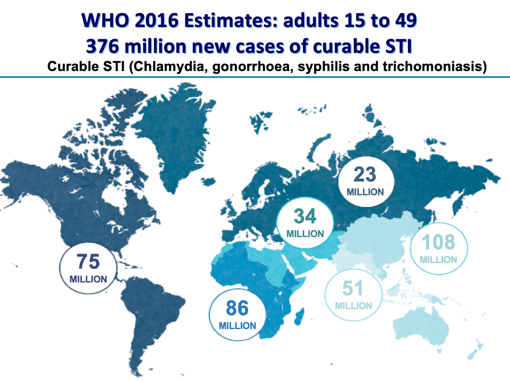 WHO 2016 Estimates: adults 15 to 49
376 million new cases of curable STI
Curable STI (Chlamydia, gonorrhoea, syphilis and trichomoniasis)
23
MILLION
34
MILLION
108
MILLION
75
MILLION
51
MILLION
86
MILLION